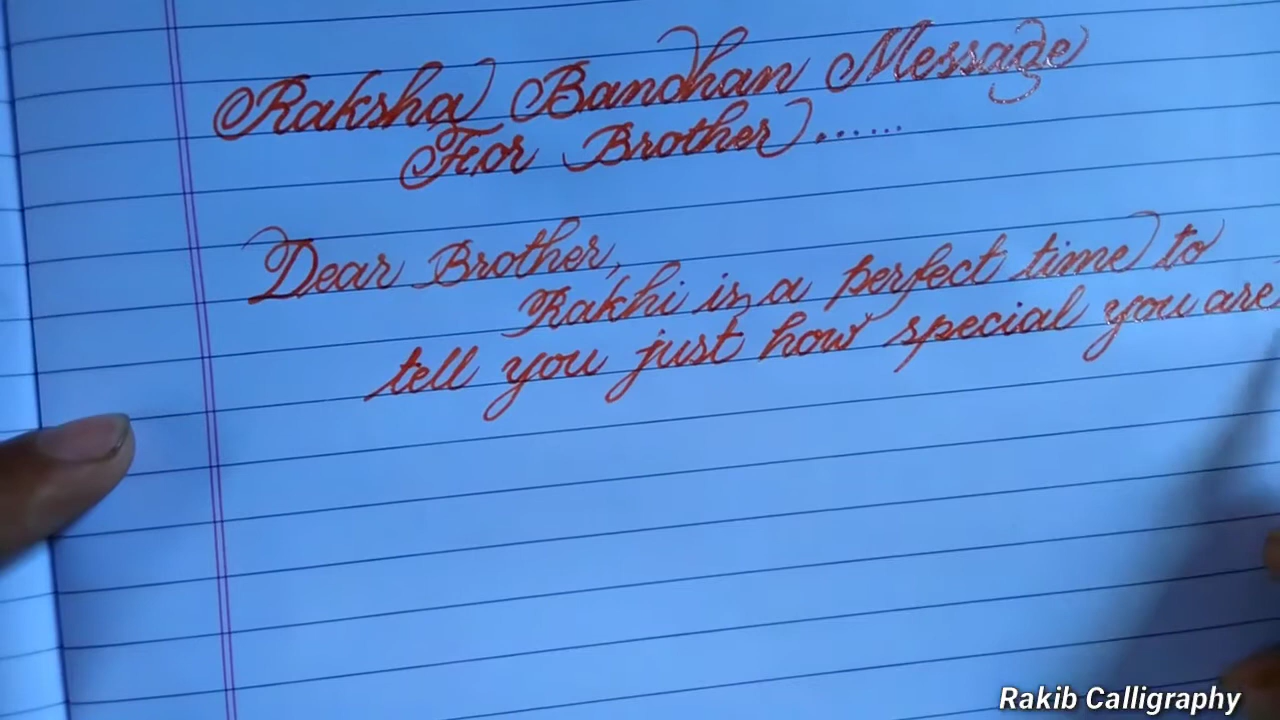 Raksha Bandhan Message
For Brother......
Dear Brother,
Rakhi is a perfect time to
tell you just how special you are
Rakib Calligraphy